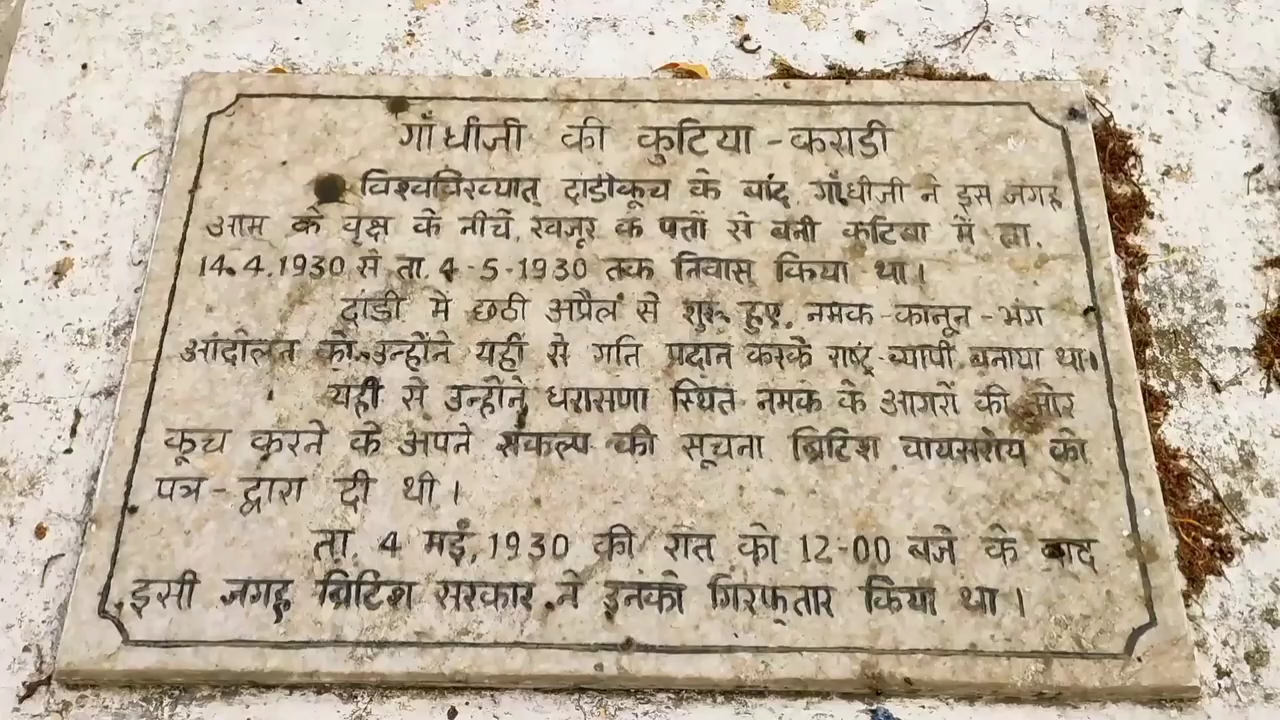 गाँधीजी की कुटिया - कराडी
विश्वविख्यात् दांडीकूच के बाद, गाँधीजी ने इस जगह
आम के वृक्ष के नीचे, खजूर के पत्तों से बनी कुटिया में ता.
14.4.1930 से ता. 4-5-1930 तक निवास किया था।
दांडी में छठी अप्रैल से शुरू हुए, नमक-कानून-भंग
आंदोलन को उन्होंने यहीं से गति प्रदान करके राष्ट्र-व्यापी बनाया था।
यहीं से उन्होंने धरासणा स्थित नमक के आगरों की ओर
कूच करने के अपने संकल्प की सूचना ब्रिटिश वायसरोय को
पत्र-द्वारा दी थी।
ता. 4 मई, 1930 की रात को 12-00 बजे के बाद
इसी जगह ब्रिटिश सरकार ने इनको गिरफ्तार किया था।